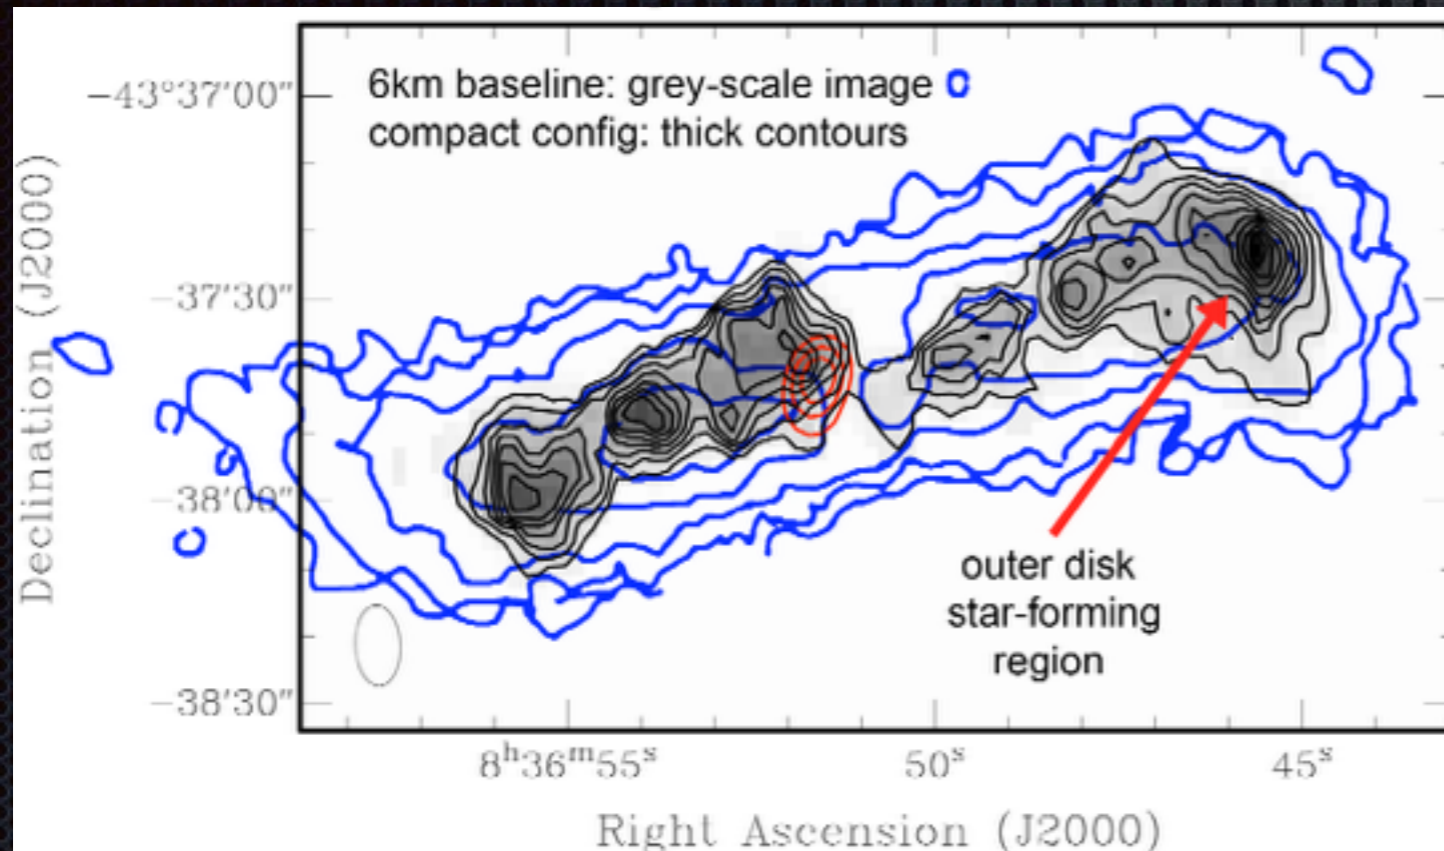 6km baseline: grey-scale image
compact config: thick contours
−43°37′00″
−37′30″
−38′00″
−38′30″
Declination (J2000)
outer disk
star-forming
region
8ʰ36ᵐ55ˢ
50ˢ
45ˢ
Right Ascension (J2000)